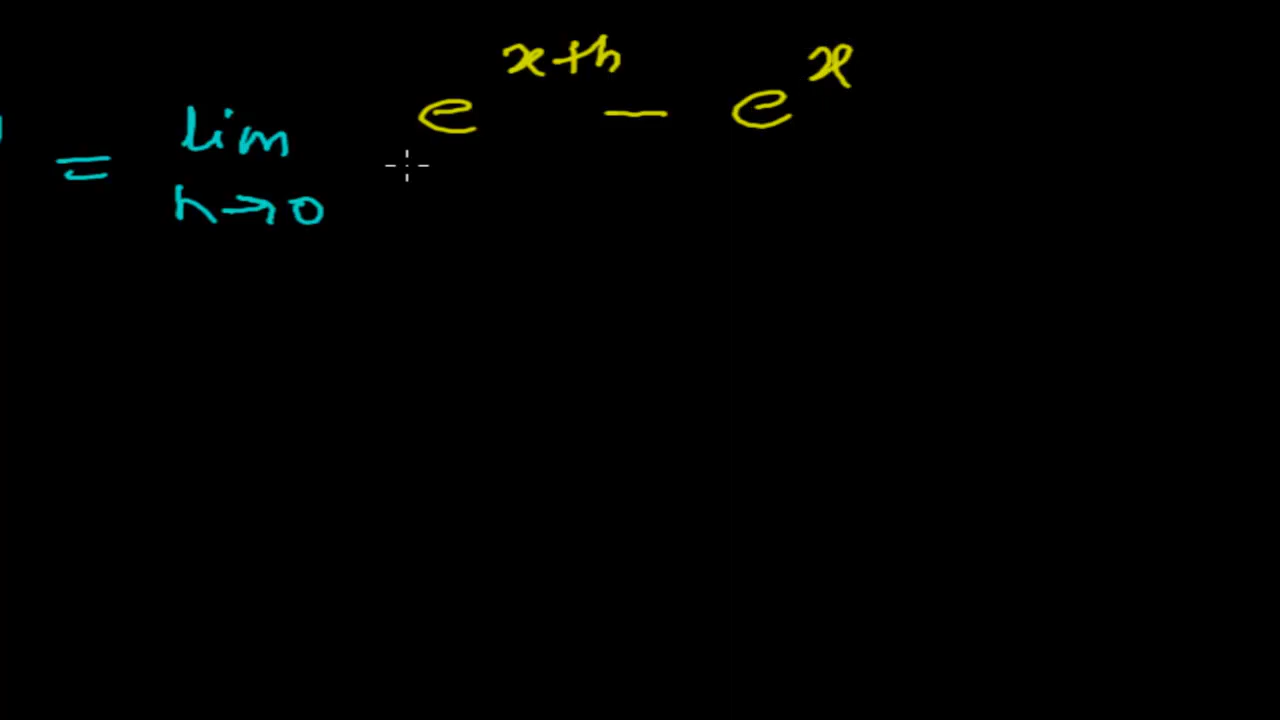 = lim e^{x+h} - e^x
h→0